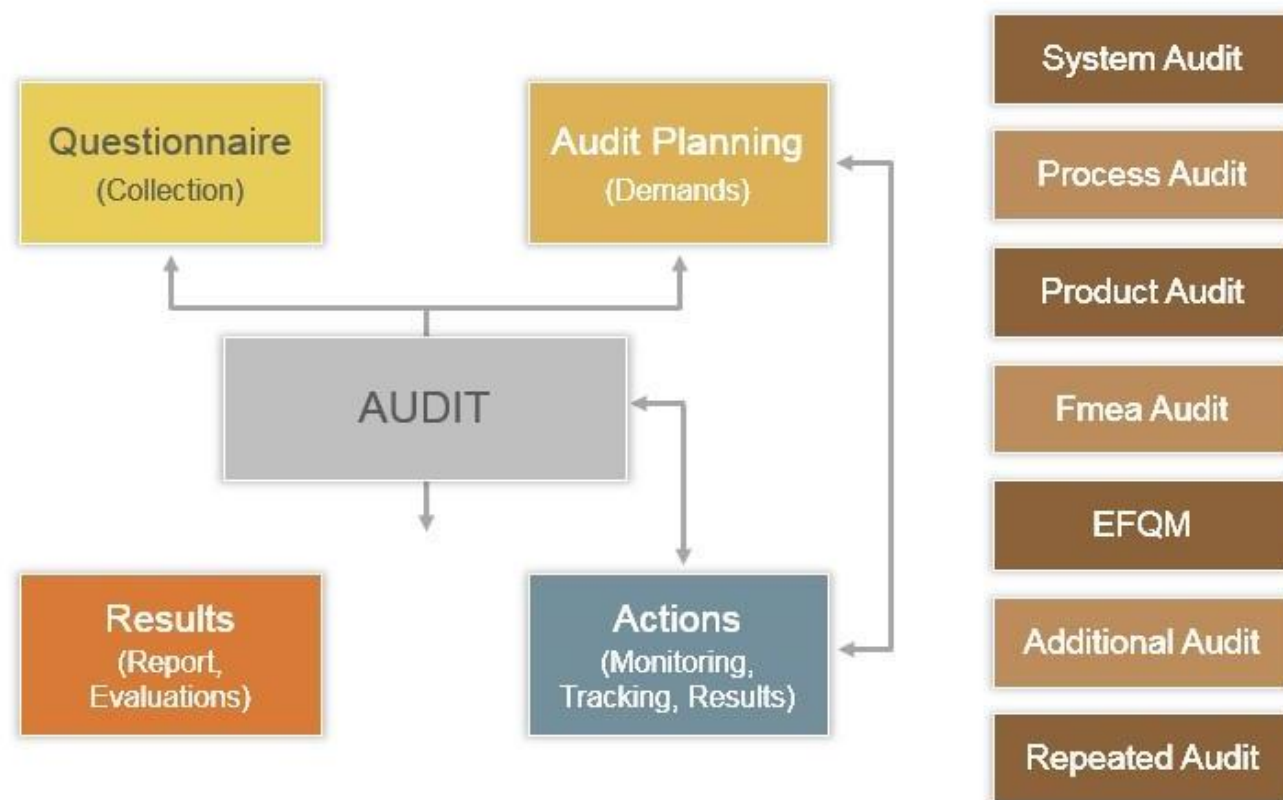 Questionnaire
(Collection)
Audit Planning
(Demands)
AUDIT
Results
(Report,
Evaluations)
Actions
(Monitoring,
Tracking, Results)
System Audit
Process Audit
Product Audit
Fmea Audit
EFQM
Additional Audit
Repeated Audit